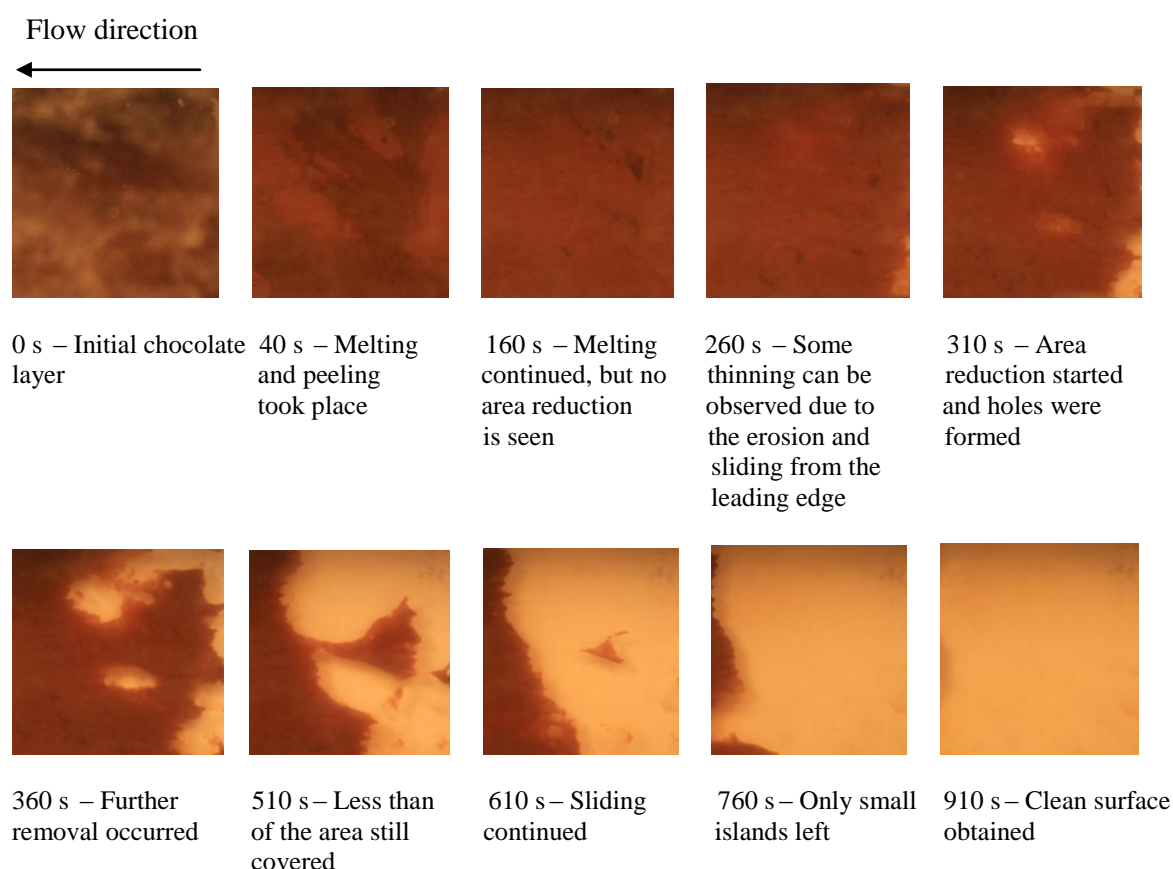 Flow direction
0 s – Initial chocolate
layer
40 s – Melting
and peeling
took place
160 s – Melting
continued, but no
area reduction
is seen
260 s – Some
thinning can be
observed due to
the erosion and
sliding from the
leading edge
310 s – Area
reduction started
and holes were
formed
360 s – Further
removal occurred
510 s – Less than
of the area still
covered
610 s – Sliding
continued
760 s – Only small
islands left
910 s – Clean surface
obtained